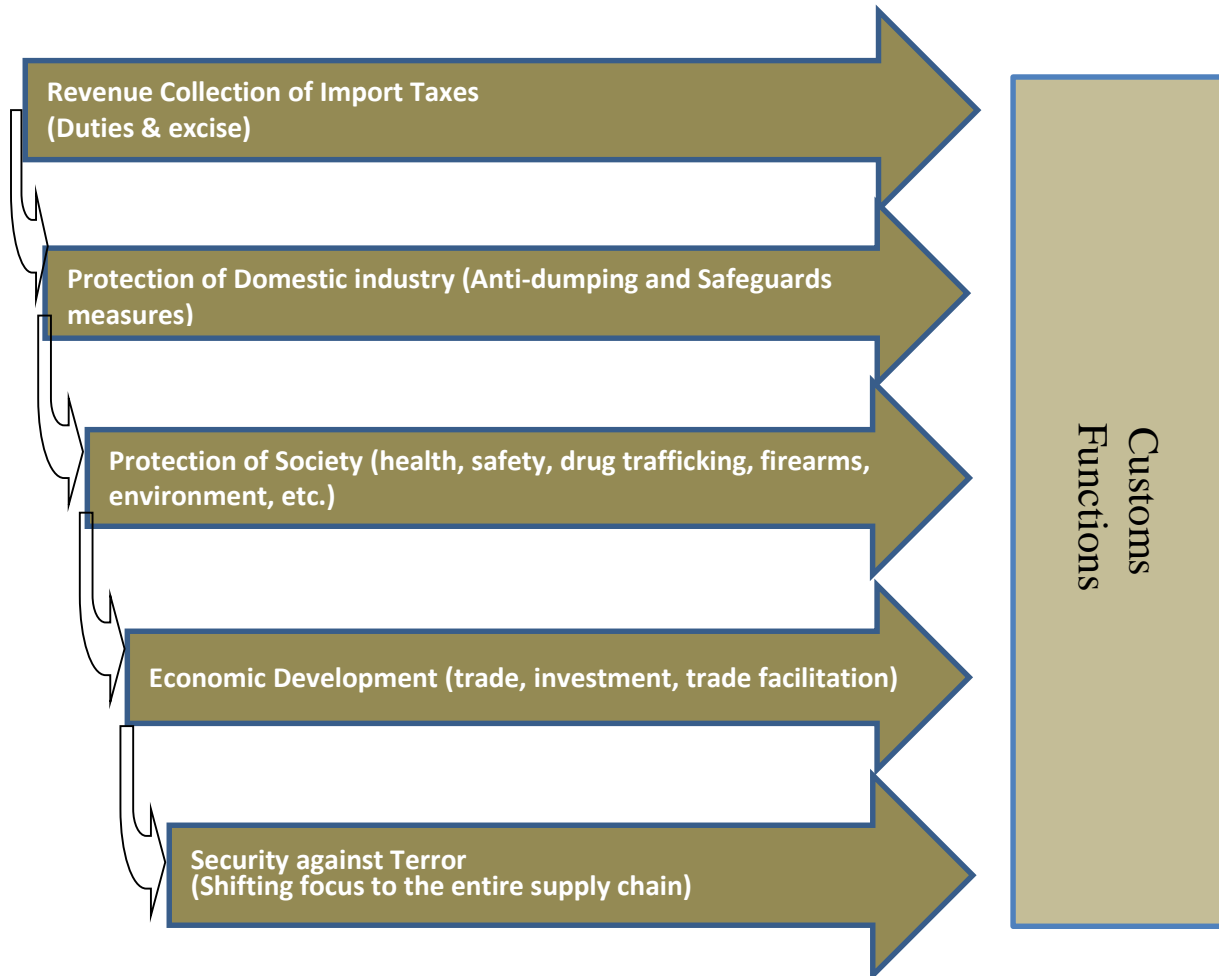 Revenue Collection of Import Taxes
(Duties & excise)
Protection of Domestic industry (Anti-dumping and Safeguards
measures)
Protection of Society (health, safety, drug trafficking, firearms,
environment, etc.)
Economic Development (trade, investment, trade facilitation)
Security against Terror
(Shifting focus to the entire supply chain)
Customs
Functions